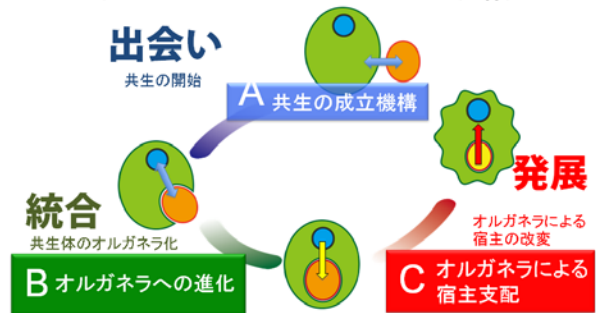 出会い
共生の開始
A 共生の成立機構
発展
オルガネラによる
宿主の改変
統合
共生体のオルガネラ化
B オルガネラへの進化
C オルガネラによる
宿主支配